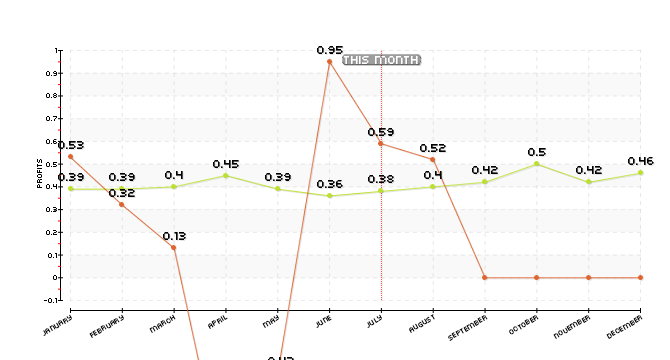 0.95
THIS MONTH
1
0.9
0.8
0.7
0.6
0.5
0.4
0.3
0.2
0.1
0
-0.1
PROFITS
0.53
0.59
0.52
0.5
0.39
0.39
0.4
0.45
0.39
0.36
0.38
0.4
0.42
0.42
0.46
0.32
0.13
JANUARY
FEBRUARY
MARCH
APRIL
MAY
JUNE
JULY
AUGUST
SEPTEMBER
OCTOBER
NOVEMBER
DECEMBER